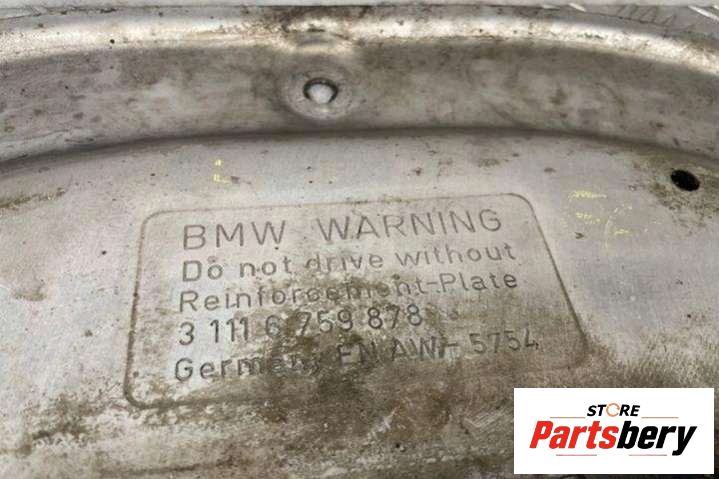 BMW WARNING
Do not drive without
Reinforcement-Plate
3 111 6 759 878
Germany EN AW- 5754
STORE
Partsbery